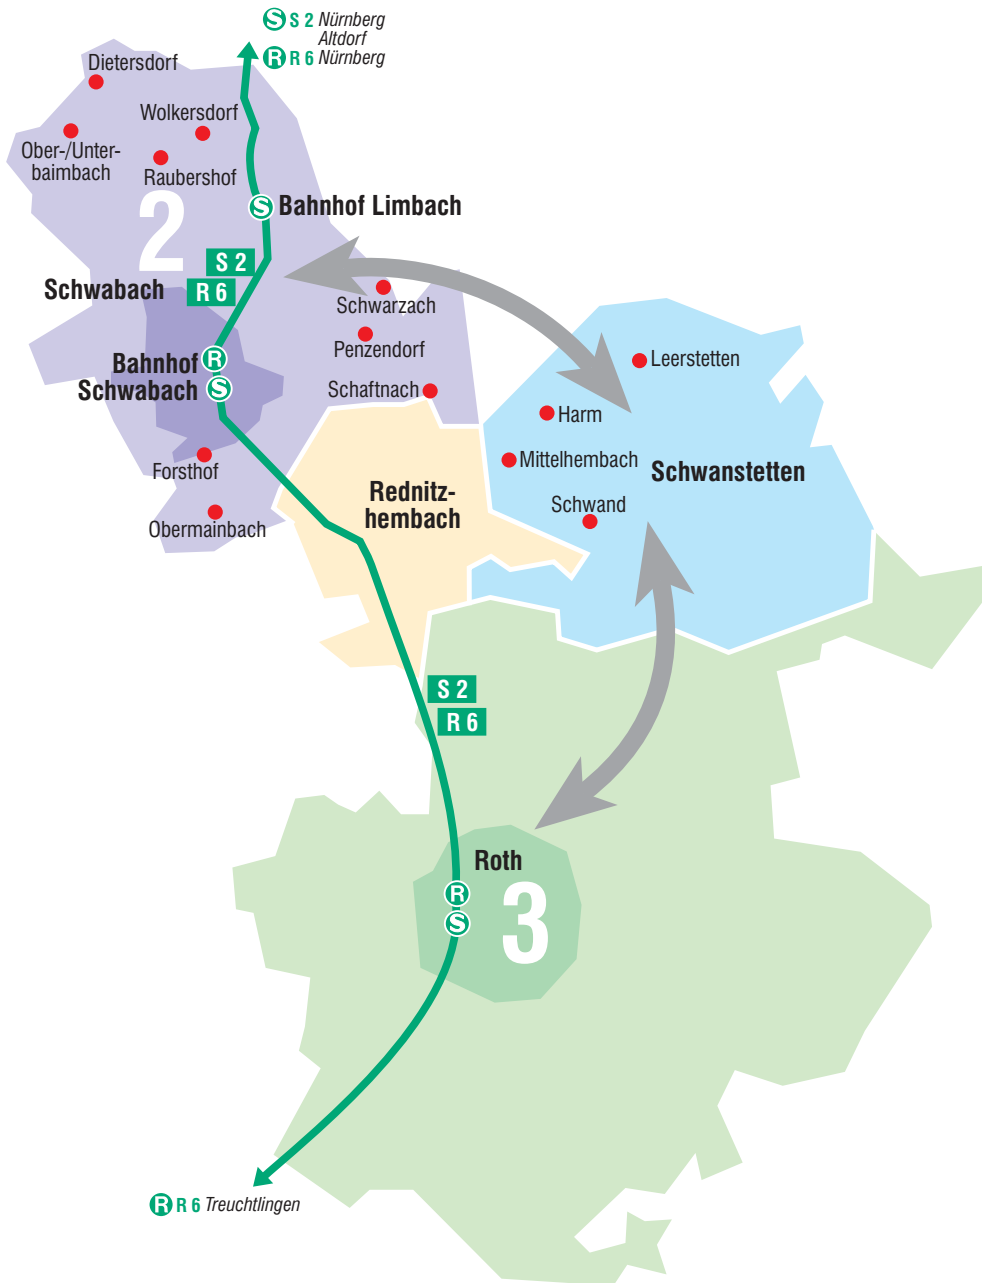 S S 2 Nürnberg
Altdorf
R R 6 Nürnberg
Dietersdorf
Wolkersdorf
Ober-/Unter-
baimbach
Raubershof
2
S Bahnhof Limbach
S 2
R 6
Schwabach
Schwarzach
Penzendorf
Bahnhof R
Schwabach S
Schaftnach
Leerstetten
Harm
Mittelhembach
Schwanstetten
Schwand
Forsthof
Obermainbach
Rednitz-
hembach
S 2
R 6
Roth
R
S
3
R R 6 Treuchtlingen